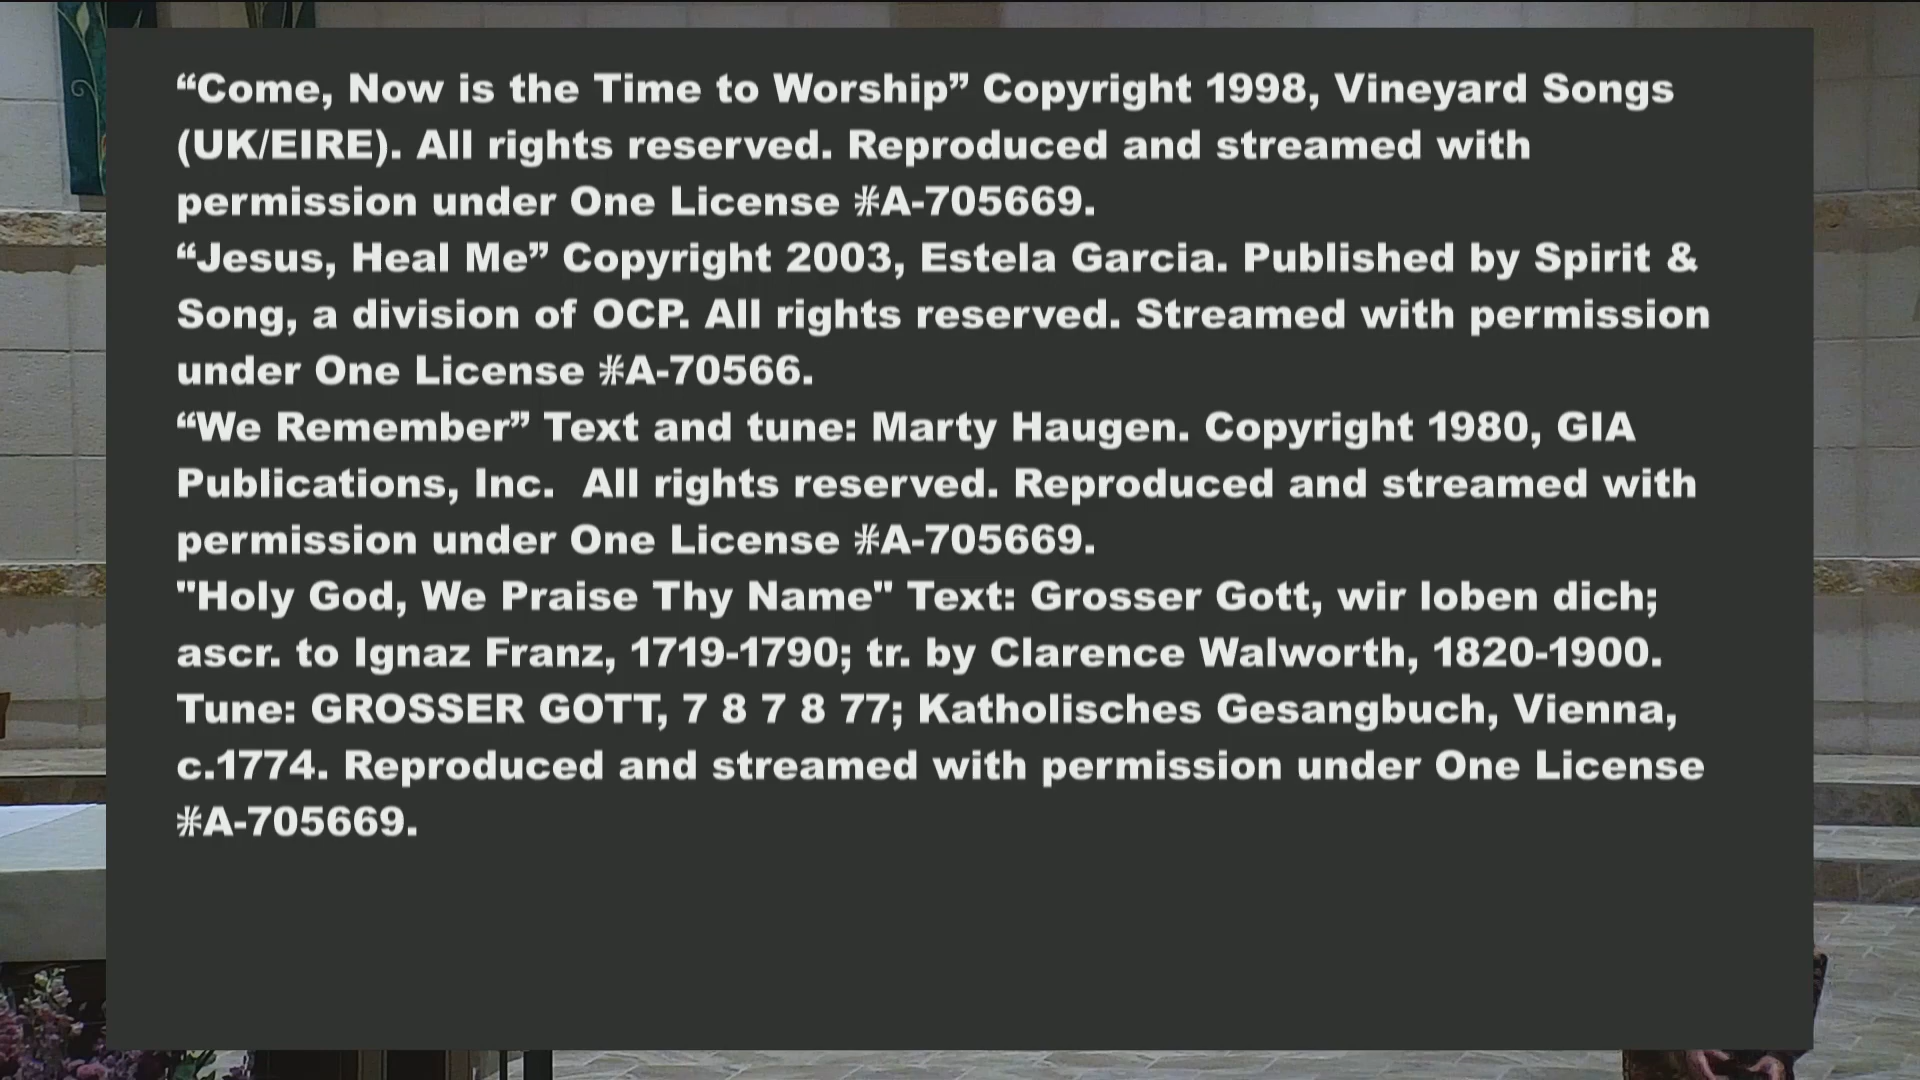 “Come, Now is the Time to Worship” Copyright 1998, Vineyard Songs
(UK/EIRE). All rights reserved. Reproduced and streamed with
permission under One License #A-705669.
“Jesus, Heal Me” Copyright 2003, Estela Garcia. Published by Spirit &
Song, a division of OCP. All rights reserved. Streamed with permission
under One License #A-70566.
“We Remember” Text and tune: Marty Haugen. Copyright 1980, GIA
Publications, Inc.  All rights reserved. Reproduced and streamed with
permission under One License #A-705669.
"Holy God, We Praise Thy Name" Text: Grosser Gott, wir loben dich;
ascr. to Ignaz Franz, 1719-1790; tr. by Clarence Walworth, 1820-1900.
Tune: GROSSER GOTT, 7 8 7 8 77; Katholisches Gesangbuch, Vienna,
c.1774. Reproduced and streamed with permission under One License
#A-705669.